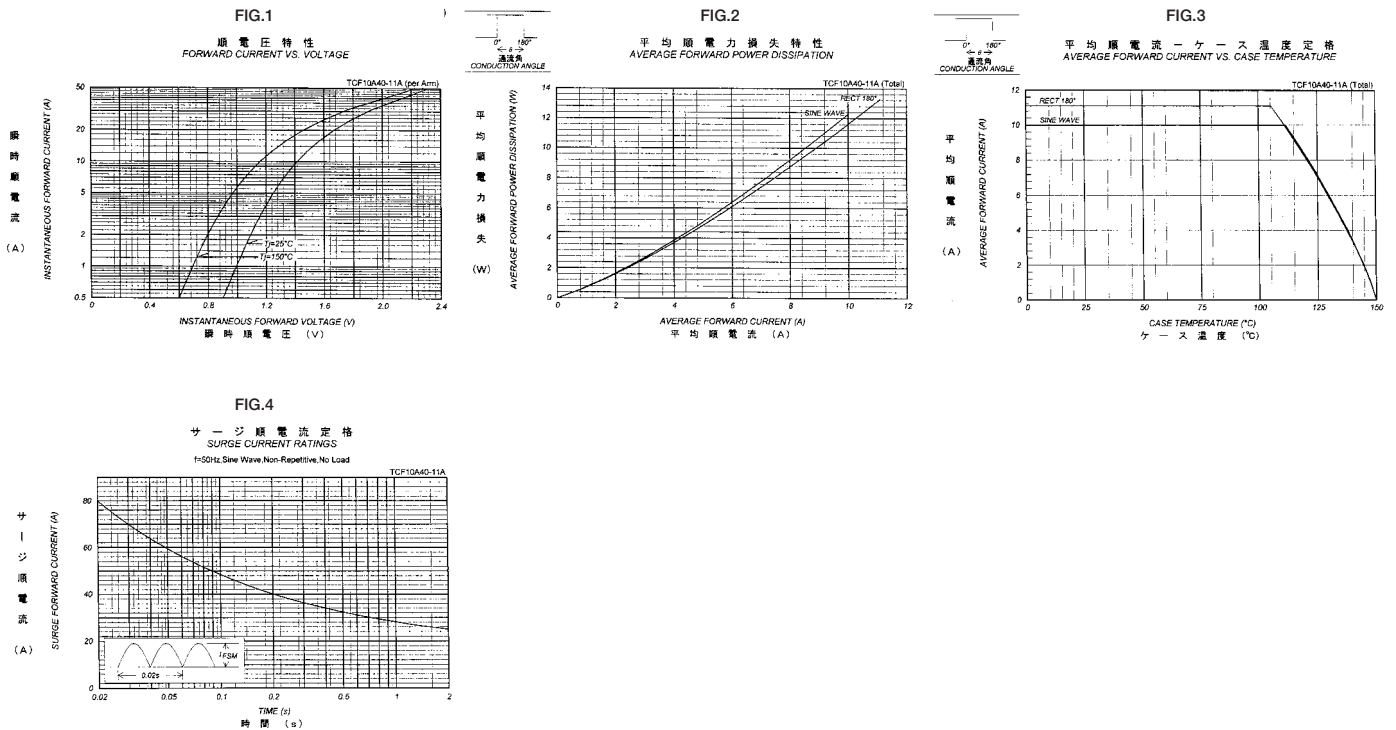 FIG.1
順電圧特性
FORWARD CURRENT VS. VOLTAGE
TCF10A40-11A (per Arm)
瞬時順電流 (A)
INSTANTANEOUS FORWARD CURRENT (A)
50
20
10
5
2
1
0.5
Tj=25°C
Tj=150°C
0 0.4 0.8 1.2 1.6 2.0 2.4
INSTANTANEOUS FORWARD VOLTAGE (V)
瞬時順電圧 (V)
0° 180°
θ
通流角
CONDUCTION ANGLE
FIG.2
平均順電力損失特性
AVERAGE FORWARD POWER DISSIPATION
TCF10A40-11A (Total)
平均順電力損失 (W)
AVERAGE FORWARD POWER DISSIPATION (W)
14
12
10
8
6
4
2
0
RECT 180°
SINE WAVE
0 2 4 6 8 10 12
AVERAGE FORWARD CURRENT (A)
平均順電流 (A)
0° 180°
θ
通流角
CONDUCTION ANGLE
FIG.3
平均順電流ーケース温度定格
AVERAGE FORWARD CURRENT VS. CASE TEMPERATURE
TCF10A40-11A (Total)
平均順電流 (A)
AVERAGE FORWARD CURRENT (A)
12
10
8
6
4
2
0
RECT 180°
SINE WAVE
0 25 50 75 100 125 150
CASE TEMPERATURE (°C)
ケース温度 (℃)
FIG.4
サージ順電流定格
SURGE CURRENT RATINGS
f=50Hz,Sine Wave,Non-Repetitive,No Load
TCF10A40-11A
サージ順電流 (A)
SURGE FORWARD CURRENT (A)
80
60
40
20
0
IFSM
0.02s
0.02 0.05 0.1 0.2 0.5 1 2
TIME (s)
時間 (s)